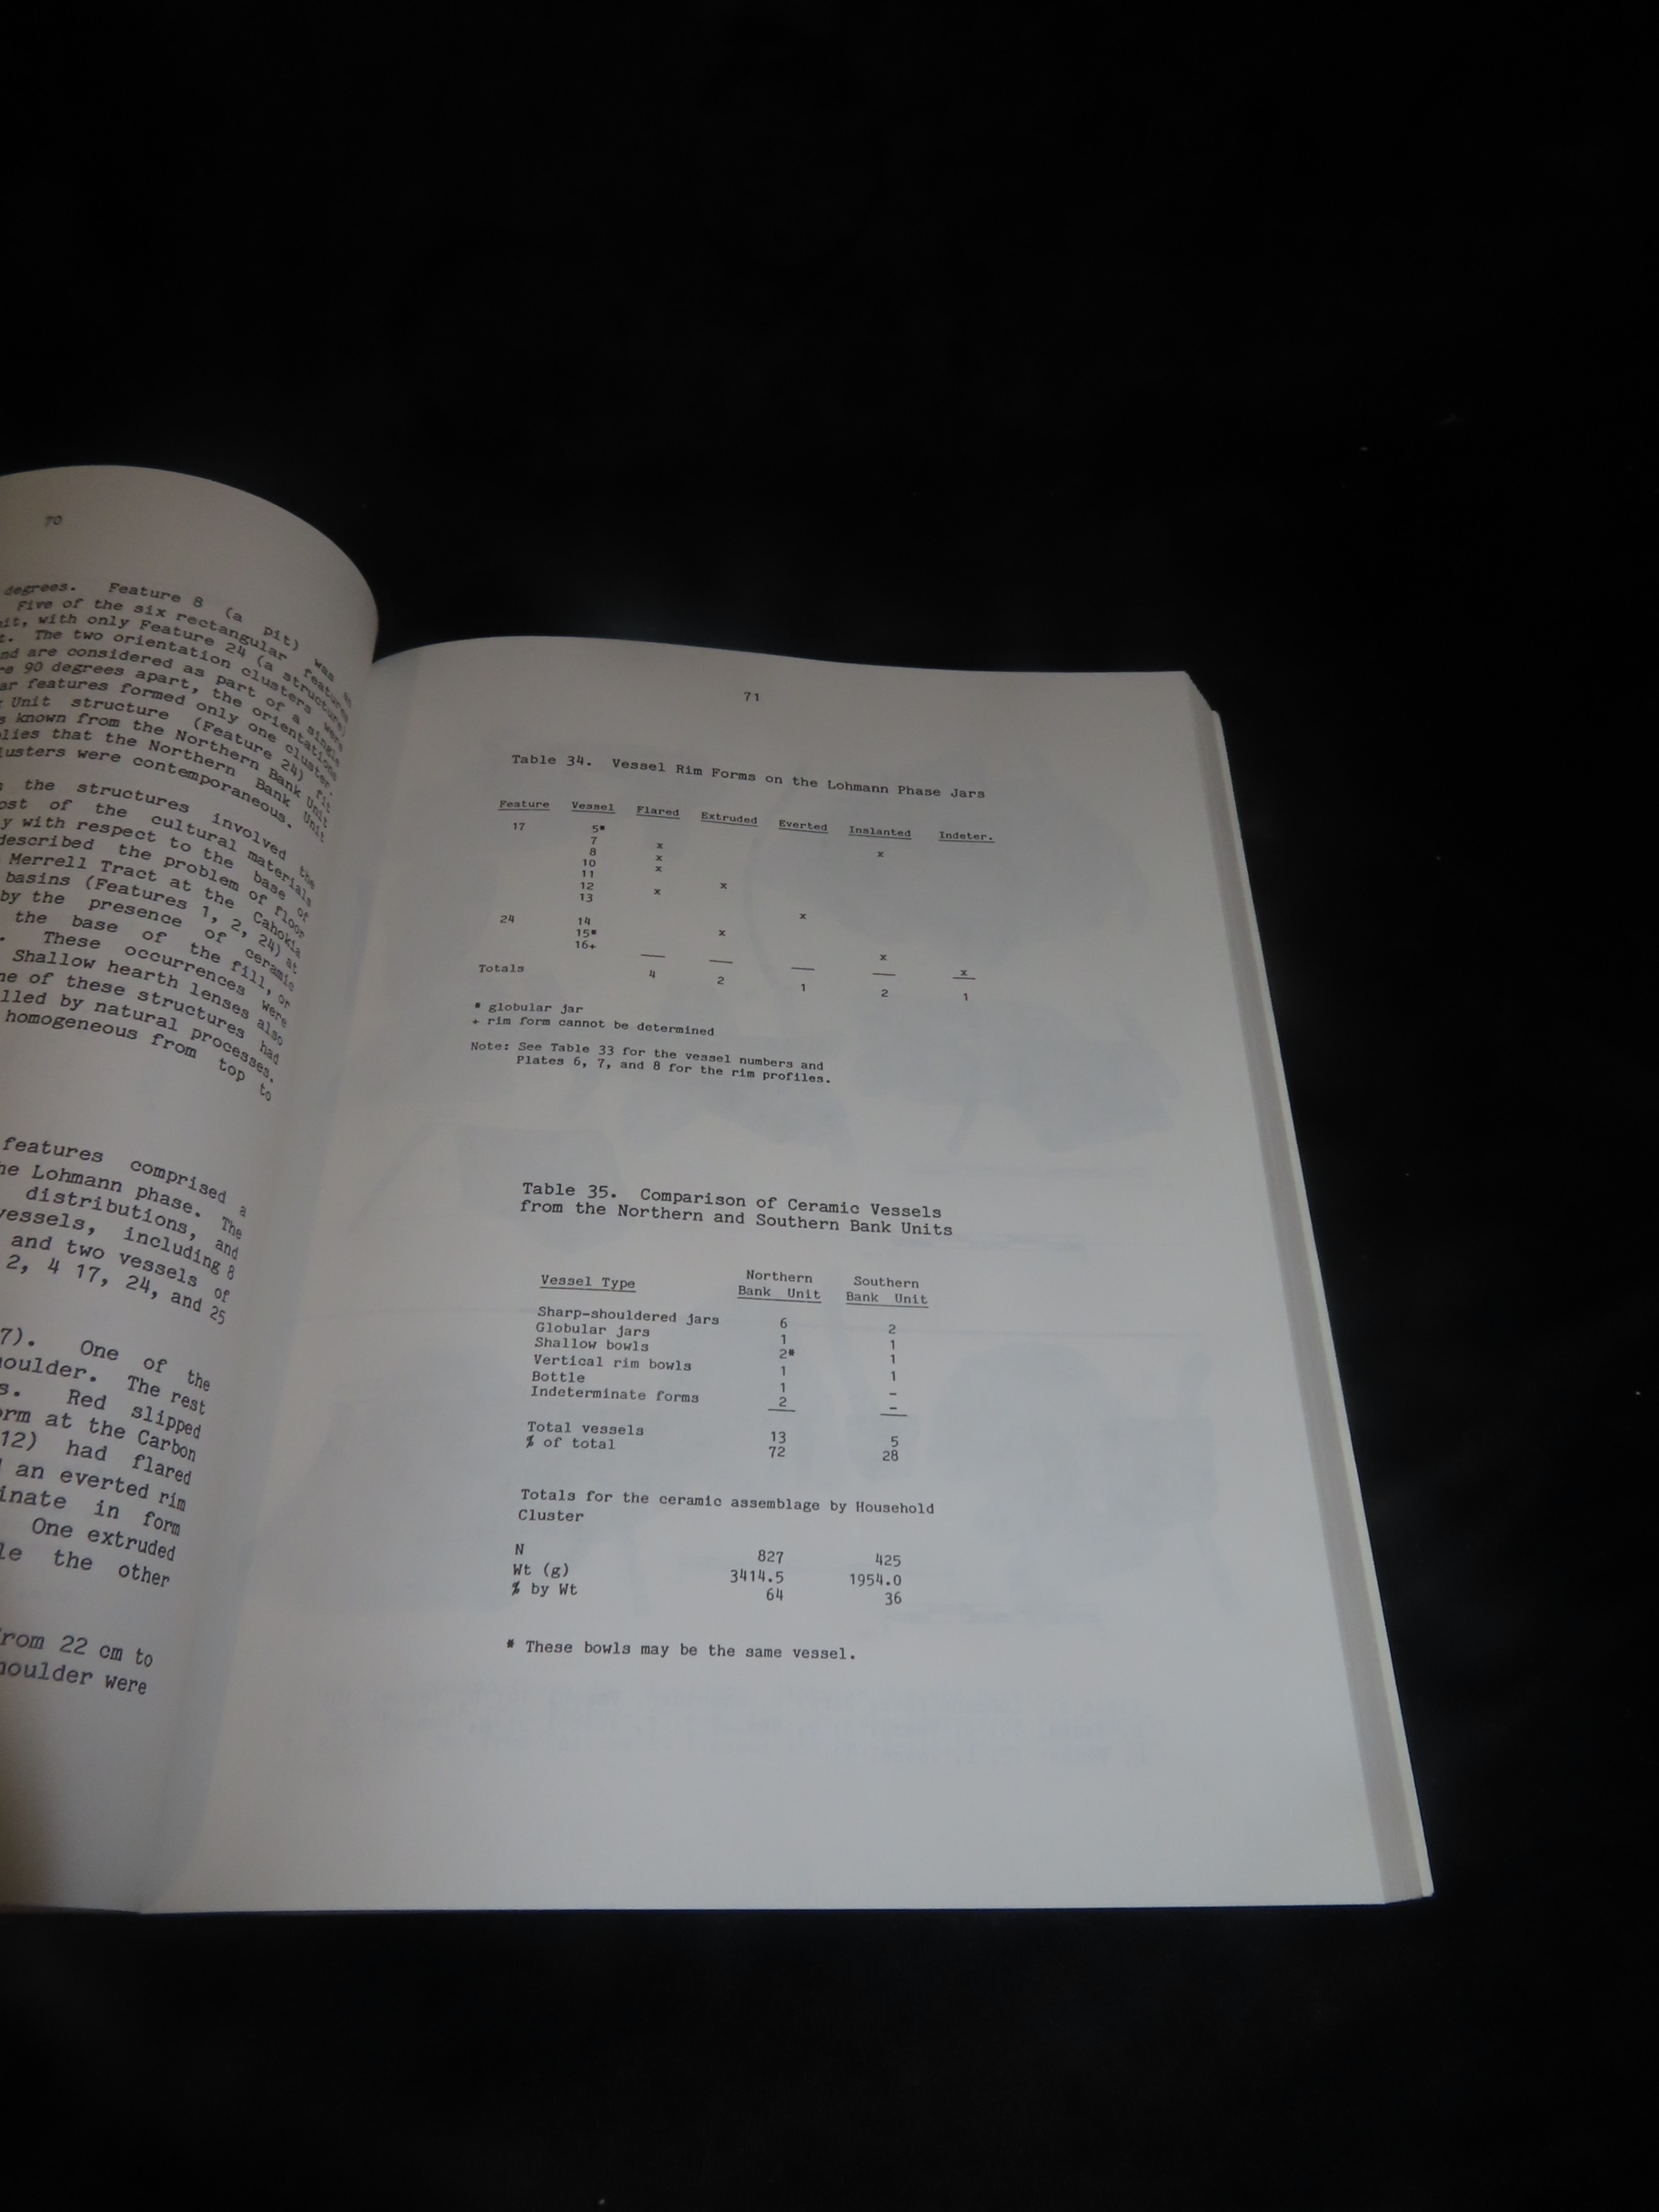 70
degrees. Feature 8 (a pit) was an
Five of the six rectangular features
it, with only Feature 24 (a structure)
t. The two orientation clusters were
nd are considered as part of a single
re 90 degrees apart, the orientations
ar features formed only one cluster.
Unit structure (Feature 24) fit
s known from the Northern Bank Unit
lies that the Northern Bank Unit
lusters were contemporaneous.
the structures involved the
ost of the cultural materials
y with respect to the base of
described the problem of floor
Merrell Tract at the Cahokia
basins (Features 1, 2, 24) at
by the presence of ceramic
the base of the fill, or
. These occurrences were
Shallow hearth lenses also
ne of these structures had
lled by natural processes.
homogeneous from top to
features comprised a
he Lohmann phase. The
distributions, and
vessels, including 8
and two vessels of
2, 4 17, 24, and 25
7). One of the
houlder. The rest
s. Red slipped
orm at the Carbon
12) had flared
an everted rim
inate in form
One extruded
le the other
from 22 cm to
houlder were
71
Table 34. Vessel Rim Forms on the Lohmann Phase Jars
Feature Vessel Flared Extruded Everted Inslanted Indeter.
17 5* x
7 x
8 x
10 x
11 x
12 x
13 x
24 14 x
15* x
16+ x
Totals 4 2 1 2 1
* globular jar
+ rim form cannot be determined
Note: See Table 33 for the vessel numbers and
Plates 6, 7, and 8 for the rim profiles.
Table 35. Comparison of Ceramic Vessels
from the Northern and Southern Bank Units
Northern Southern
Vessel Type Bank Unit Bank Unit
Sharp-shouldered jars 6 2
Globular jars 1 1
Shallow bowls 2* 1
Vertical rim bowls 1 1
Bottle 1 -
Indeterminate forms 2 -
Total vessels 13 5
% of total 72 28
Totals for the ceramic assemblage by Household
Cluster
N 827 425
Wt (g) 3414.5 1954.0
% by Wt 64 36
* These bowls may be the same vessel.